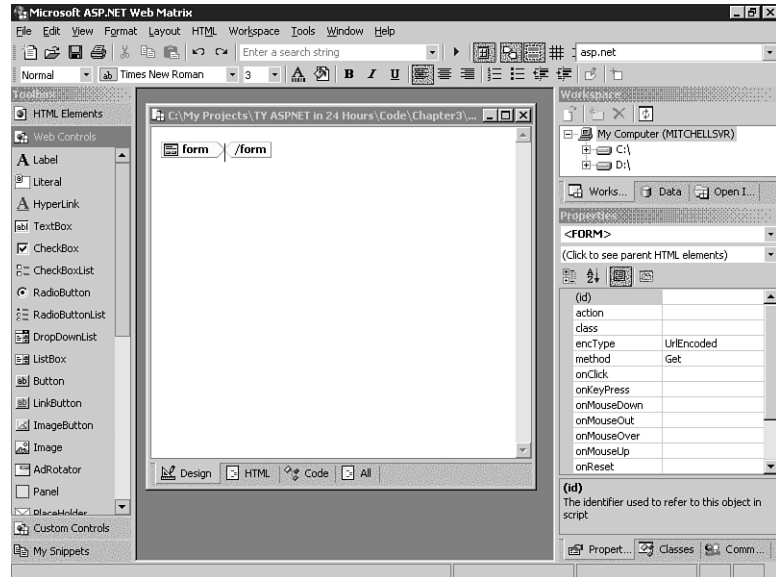 Microsoft ASP.NET Web Matrix
File Edit View Format Layout HTML Workspace Tools Window Help
Enter a search string
asp.net
Normal
ab Times New Roman
3
A
B I U
Toolbox
HTML Elements
Web Controls
A Label
Literal
A HyperLink
abl TextBox
CheckBox
CheckBoxList
RadioButton
RadioButtonList
DropDownList
ListBox
ab Button
ab LinkButton
ImageButton
Image
AdRotator
Panel
PlaceHolder
Custom Controls
My Snippets
C:\My Projects\TY ASPNET in 24 Hours\Code\Chapter3\...
form
/form
Design
HTML
Code
All
Workspace
My Computer (MITCHELLSVR)
C:\
D:\
Works...
Data
Open I...
Properties
<FORM>
(Click to see parent HTML elements)
(id)
action
class
encType UrlEncoded
method Get
onClick
onKeyPress
onMouseDown
onMouseOut
onMouseOver
onMouseUp
onReset
(id)
The identifier used to refer to this object in
script
Propert...
Classes
Comm...